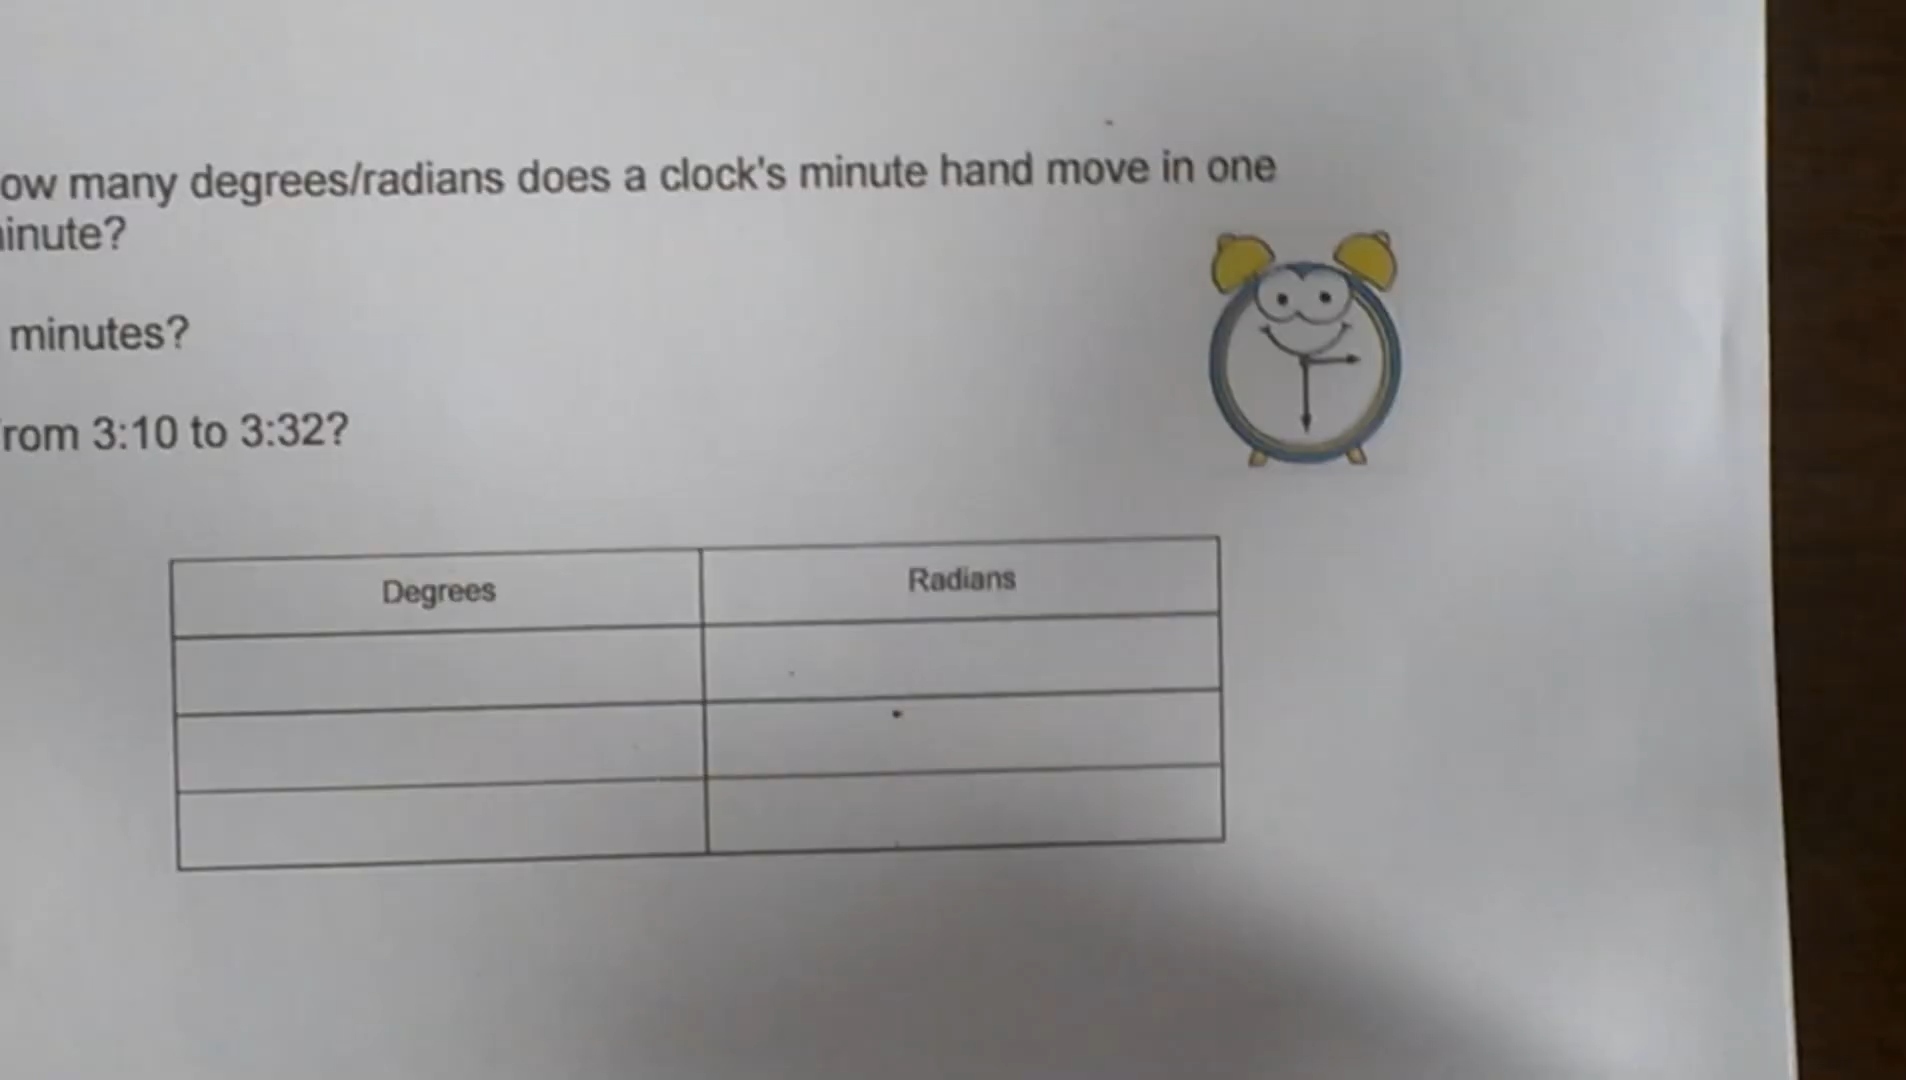 ow many degrees/radians does a clock's minute hand move in one
inute?
minutes?
rom 3:10 to 3:32?
Degrees Radians